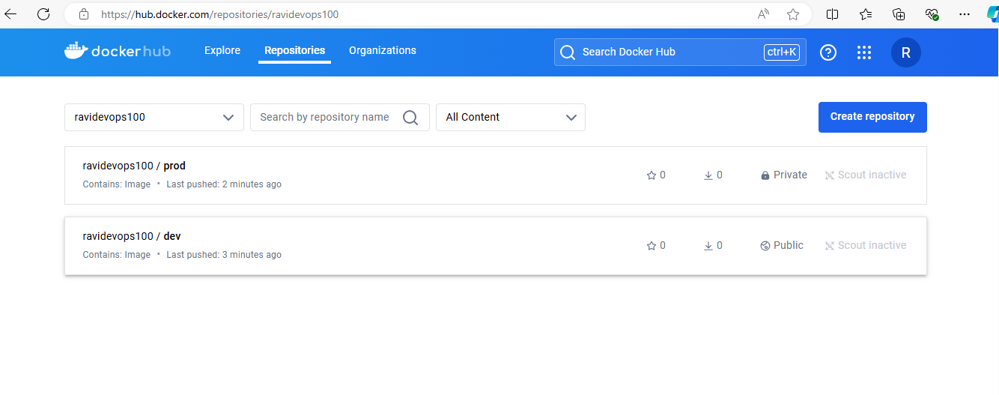 https://hub.docker.com/repositories/ravidevops100
dockerhub Explore Repositories Organizations Search Docker Hub ctrl+K ? R
ravidevops100 Search by repository name All Content Create repository
ravidevops100 / prod
Contains: Image • Last pushed: 2 minutes ago
0 0 Private Scout inactive
ravidevops100 / dev
Contains: Image • Last pushed: 3 minutes ago
0 0 Public Scout inactive